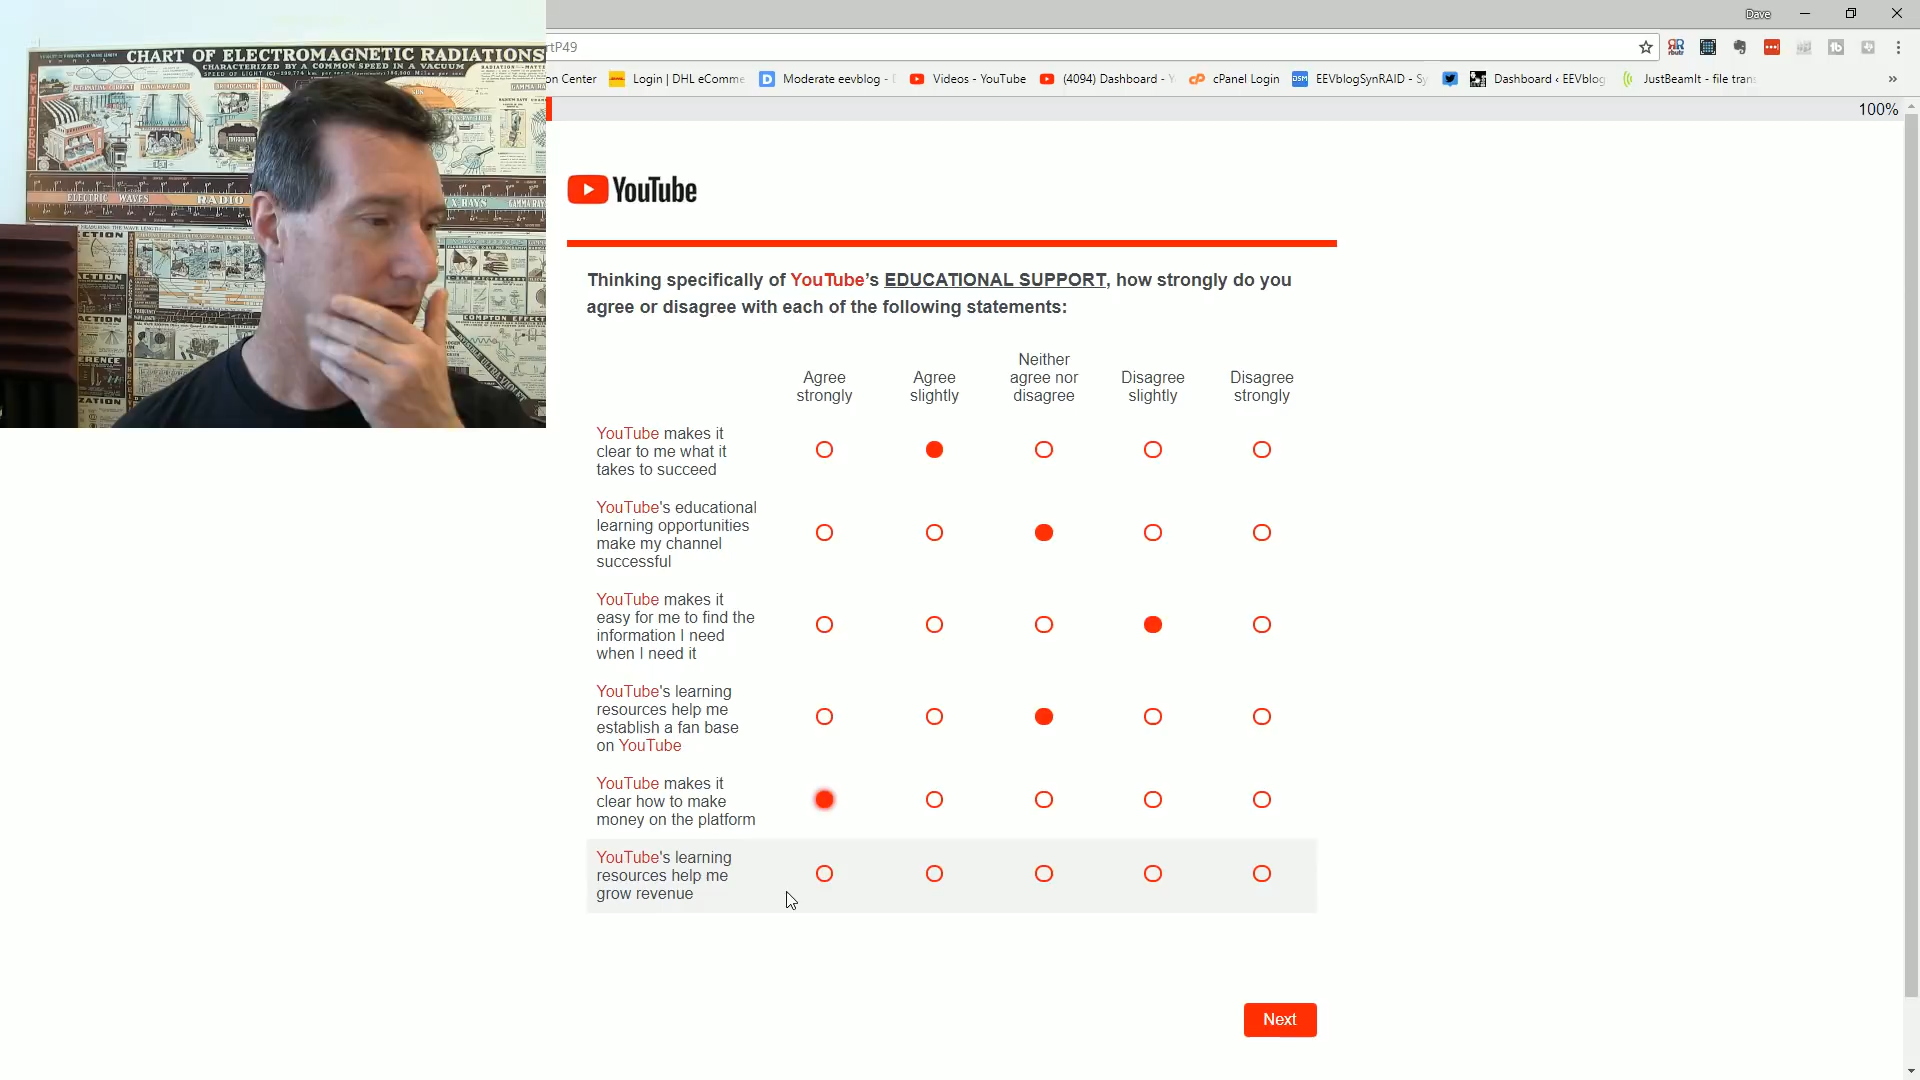 Dave
rtP49
on Center
Login | DHL eComme
Moderate eevblog -
Videos - YouTube
(4094) Dashboard - Y
cPanel Login
EEVblogSynRAID - Sy
Dashboard ‹ EEVblog
JustBeamIt - file trans
»
100%
CHART OF ELECTROMAGNETIC RADIATIONS
CHARACTERIZED BY A COMMON SPEED IN A VACUUM
EMITTERS
ELECTRIC WAVES
RADIO
X-RAYS
GAMMA RAYS
COMPTON EFFECT
YouTube
Thinking specifically of YouTube's EDUCATIONAL SUPPORT, how strongly do you
agree or disagree with each of the following statements:
Agree
strongly
Agree
slightly
Neither
agree nor
disagree
Disagree
slightly
Disagree
strongly
YouTube makes it
clear to me what it
takes to succeed
YouTube's educational
learning opportunities
make my channel
successful
YouTube makes it
easy for me to find the
information I need
when I need it
YouTube's learning
resources help me
establish a fan base
on YouTube
YouTube makes it
clear how to make
money on the platform
YouTube's learning
resources help me
grow revenue
Next